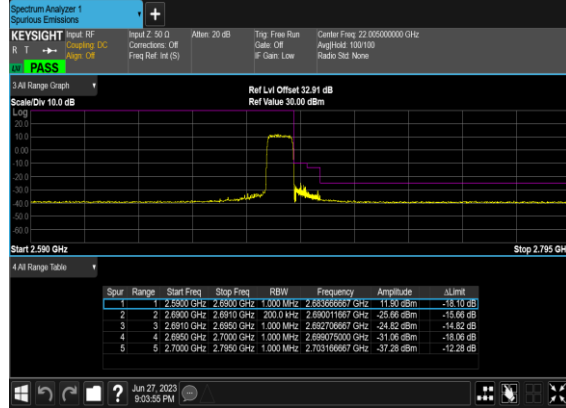 Spectrum Analyzer 1
Spurious Emissions
+
KEYSIGHT Input: RF Input Z: 50 Ω Atten: 20 dB Trig: Free Run Center Freq: 22.005000000 GHz
R T Coupling: DC Corrections: Off Gate: Off Avg|Hold: 100/100
Align: Off Freq Ref: Int (S) IF Gain: Low Radio Std: None
PASS
3 All Range Graph
Ref Lvl Offset 32.91 dB
Scale/Div 10.0 dB Ref Value 30.00 dBm
Log
20.0
10.0
0.00
-10.0
-20.0
-30.0
-40.0
-50.0
-60.0
Start 2.590 GHz Stop 2.795 GH
4 All Range Table
Spur Range Start Freq Stop Freq RBW Frequency Amplitude ΔLimit
1 1 2.5900 GHz 2.6900 GHz 1.000 MHz 2.683666667 GHz 11.90 dBm -18.10 dB
2 2 2.6900 GHz 2.6910 GHz 200.0 kHz 2.690011667 GHz -25.66 dBm -15.66 dB
3 3 2.6910 GHz 2.6950 GHz 1.000 MHz 2.692706667 GHz -24.82 dBm -14.82 dB
4 4 2.6950 GHz 2.7000 GHz 1.000 MHz 2.699075000 GHz -31.06 dBm -18.06 dB
5 5 2.7000 GHz 2.7950 GHz 1.000 MHz 2.703166667 GHz -37.28 dBm -12.28 dB
? Jun 27, 2023
9:03:55 PM